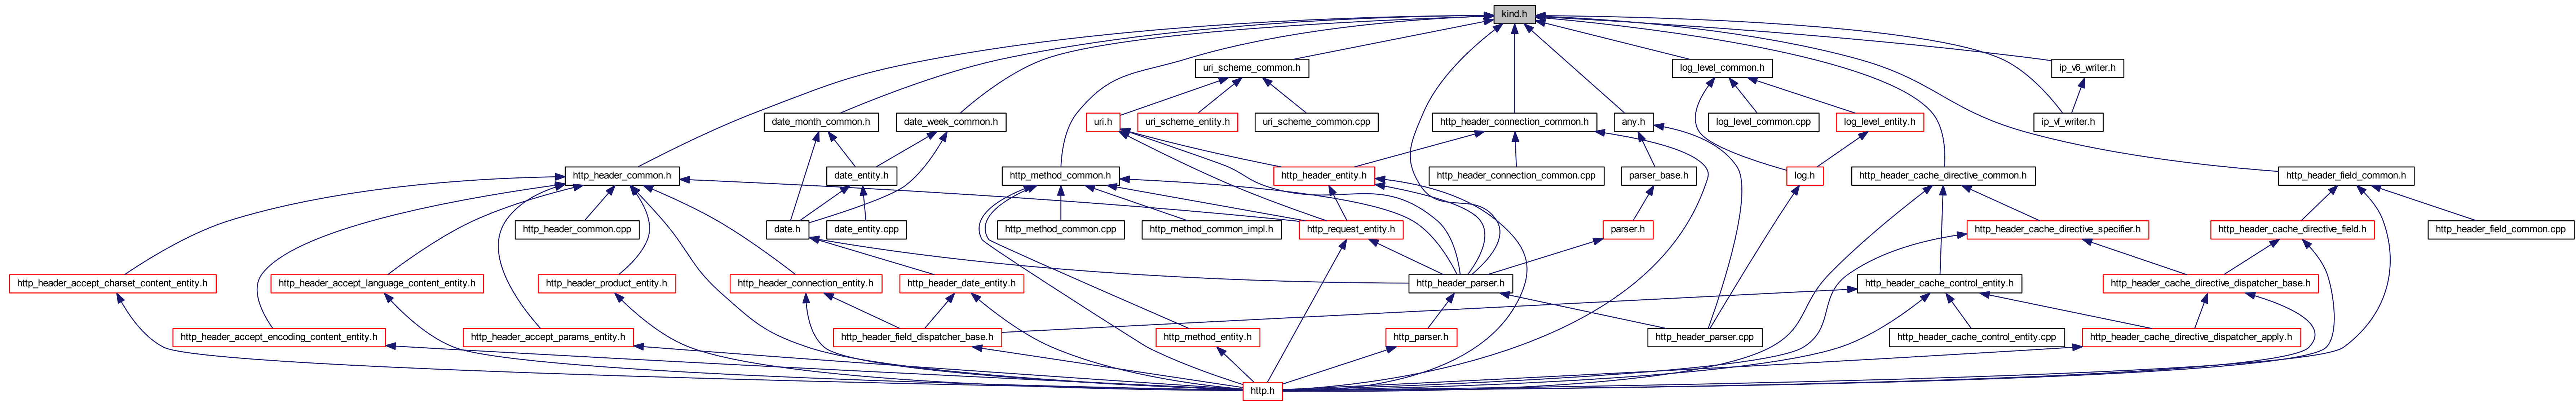 kind.h
uri_scheme_common.h
log_level_common.h
ip_v6_writer.h
date_month_common.h
date_week_common.h
uri.h
uri_scheme_entity.h
uri_scheme_common.cpp
http_header_connection_common.h
any.h
log_level_common.cpp
log_level_entity.h
ip_vf_writer.h
http_header_common.h
date_entity.h
http_method_common.h
http_header_entity.h
http_header_connection_common.cpp
parser_base.h
log.h
http_header_cache_directive_common.h
http_header_field_common.h
http_header_common.cpp
date.h
date_entity.cpp
http_method_common.cpp
http_method_common_impl.h
http_request_entity.h
parser.h
http_header_cache_directive_specifier.h
http_header_cache_directive_field.h
http_header_field_common.cpp
http_header_accept_charset_content_entity.h
http_header_accept_language_content_entity.h
http_header_product_entity.h
http_header_connection_entity.h
http_header_date_entity.h
http_header_parser.h
http_header_cache_control_entity.h
http_header_cache_directive_dispatcher_base.h
http_header_accept_encoding_content_entity.h
http_header_accept_params_entity.h
http_header_field_dispatcher_base.h
http_method_entity.h
http_parser.h
http_header_parser.cpp
http_header_cache_control_entity.cpp
http_header_cache_directive_dispatcher_apply.h
http.h